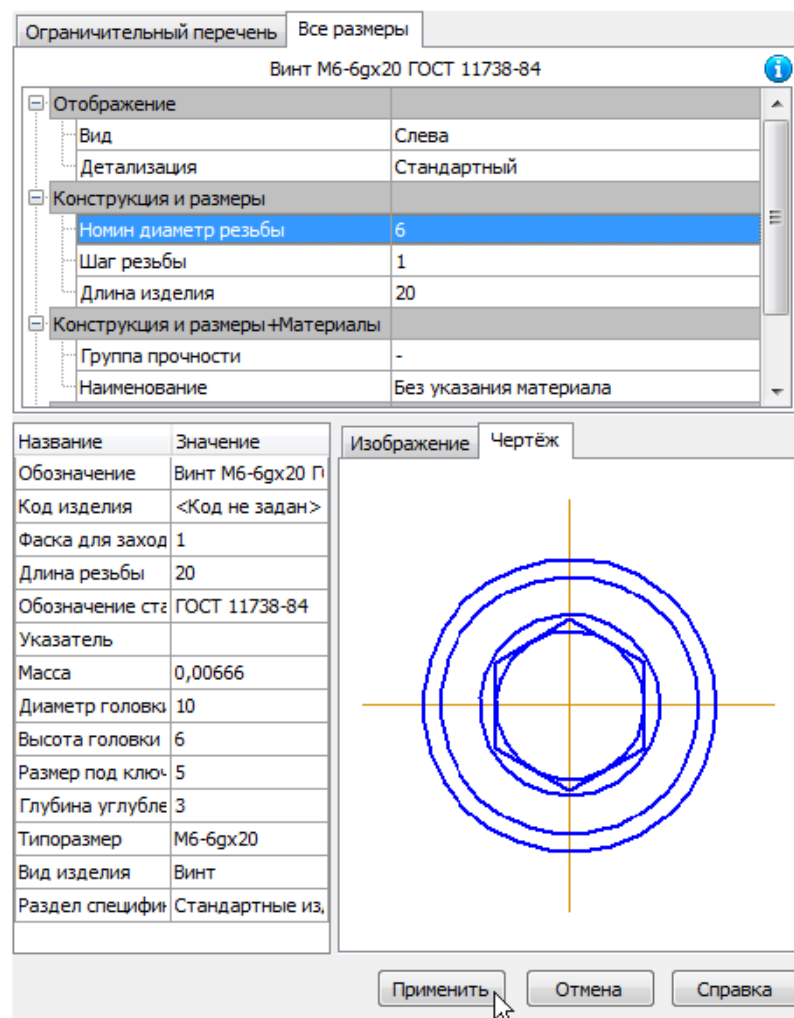 Ограничительный перечень Все размеры
Винт М6-6gx20 ГОСТ 11738-84
Отображение
Вид Слева
Детализация Стандартный
Конструкция и размеры
Номин диаметр резьбы 6
Шаг резьбы 1
Длина изделия 20
Конструкция и размеры+Материалы
Группа прочности -
Наименование Без указания материала
Название Значение
Изображение Чертёж
Обозначение Винт М6-6gx20 Г
Код изделия <Код не задан>
Фаска для заход 1
Длина резьбы 20
Обозначение ста ГОСТ 11738-84
Указатель
Масса 0,00666
Диаметр головки 10
Высота головки 6
Размер под ключ 5
Глубина углубле 3
Типоразмер М6-6gx20
Вид изделия Винт
Раздел специфи Стандартные из
Применить Отмена Справка